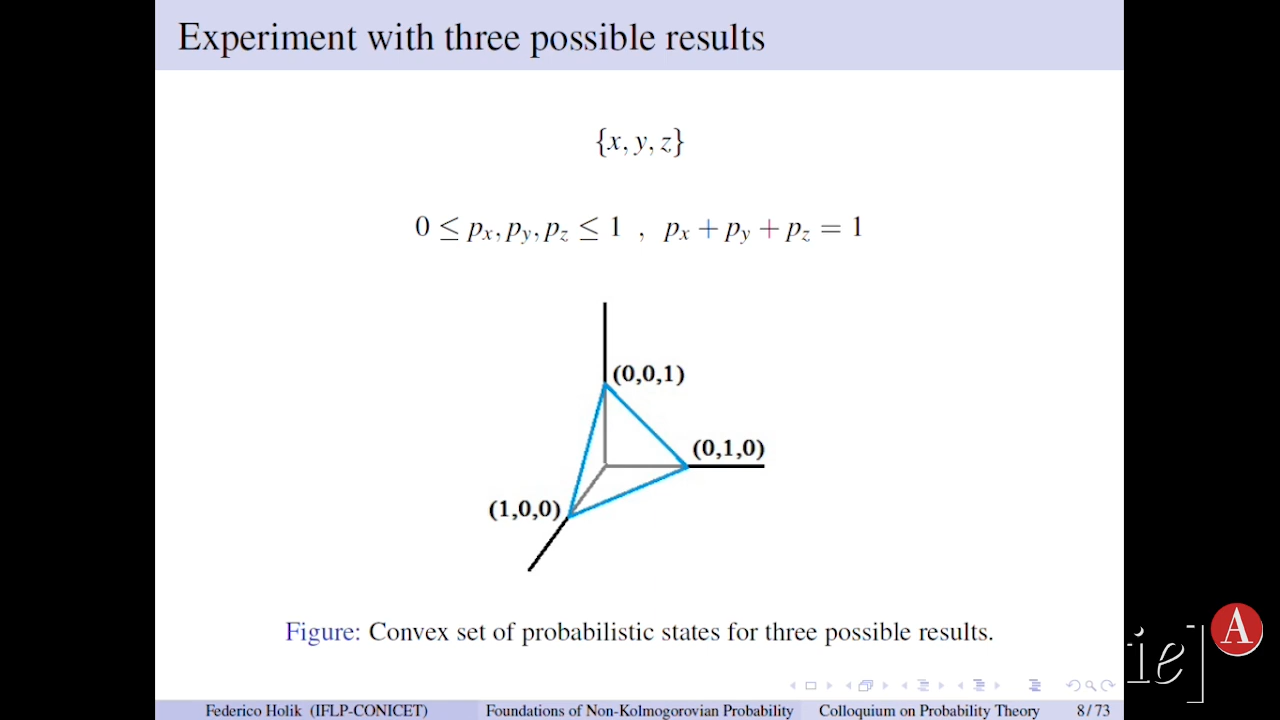 Experiment with three possible results
{x, y, z}
0 ≤ pₓ, p_y, p_z ≤ 1 , pₓ + p_y + p_z = 1
(0,0,1)
(0,1,0)
(1,0,0)
Figure: Convex set of probabilistic states for three possible results.
ie]
A
Federico Holik (IFLP-CONICET) Foundations of Non-Kolmogorovian Probability Colloquium on Probability Theory 8/73